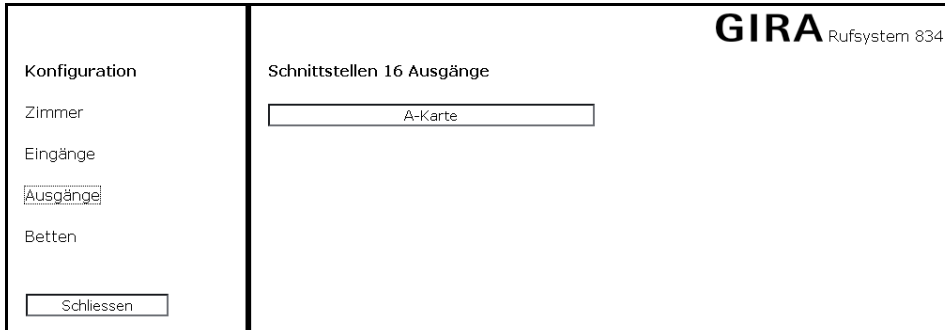 GIRA Rufsystem 834
Konfiguration
Zimmer
Eingänge
Ausgänge
Betten
Schliessen
Schnittstellen 16 Ausgänge
A-Karte